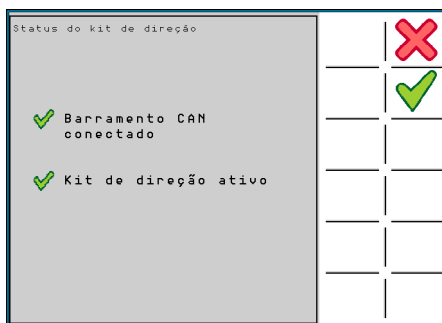 Status do kit de direção
Barramento CAN
conectado
Kit de direção ativo